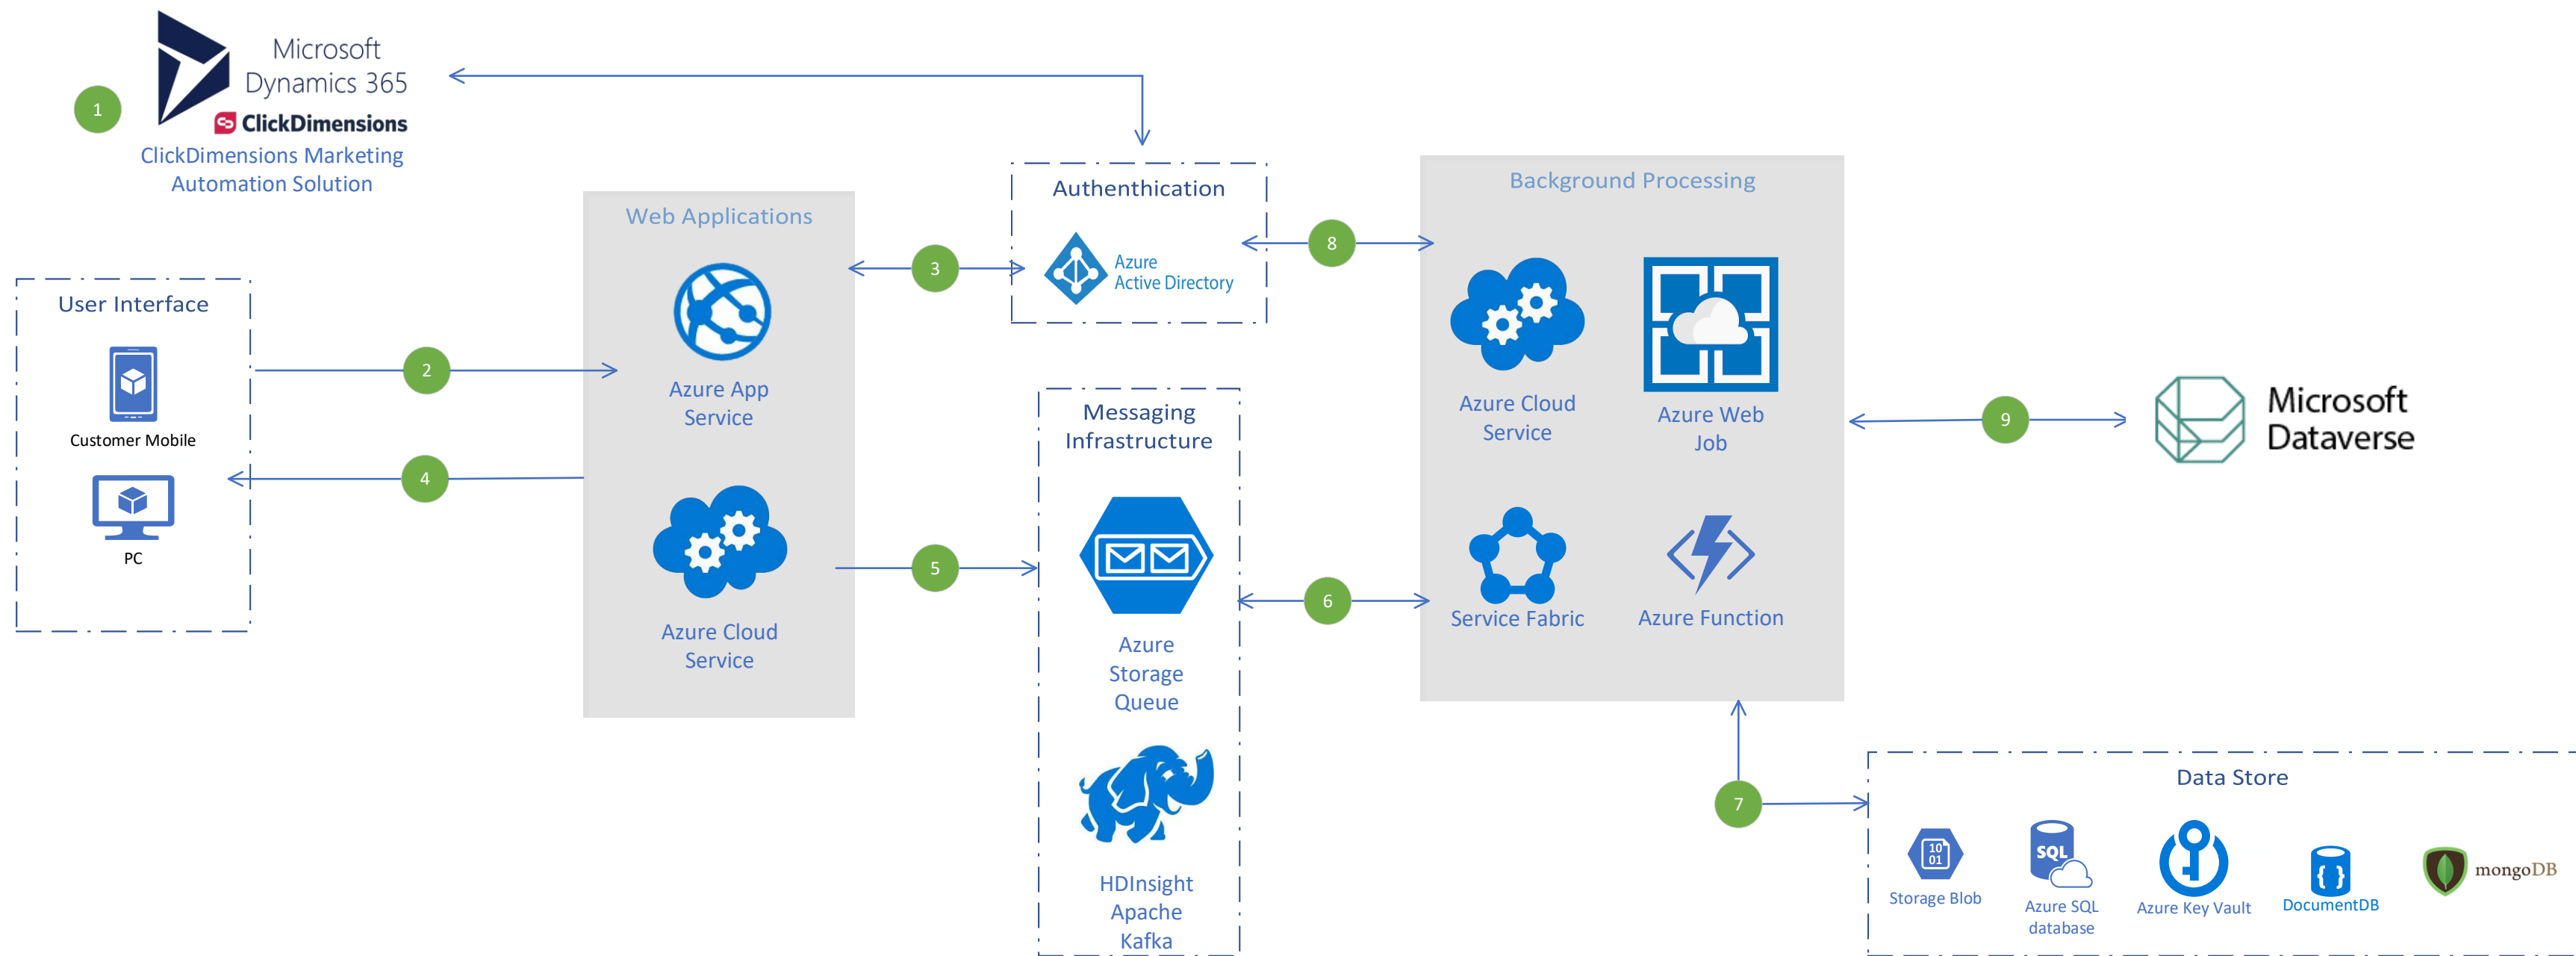 1
Microsoft
Dynamics 365
ClickDimensions
ClickDimensions Marketing
Automation Solution
User Interface
Customer Mobile
PC
2
4
Web Applications
Azure App
Service
Azure Cloud
Service
3
5
Authenthication
Azure
Active Directory
Messaging
Infrastructure
Azure
Storage
Queue
HDInsight
Apache
Kafka
8
6
Background Processing
Azure Cloud
Service
Azure Web
Job
Service Fabric
Azure Function
9
Microsoft
Dataverse
7
Data Store
10
01
Storage Blob
SQL
Azure SQL
database
Azure Key Vault
{ }
DocumentDB
mongoDB